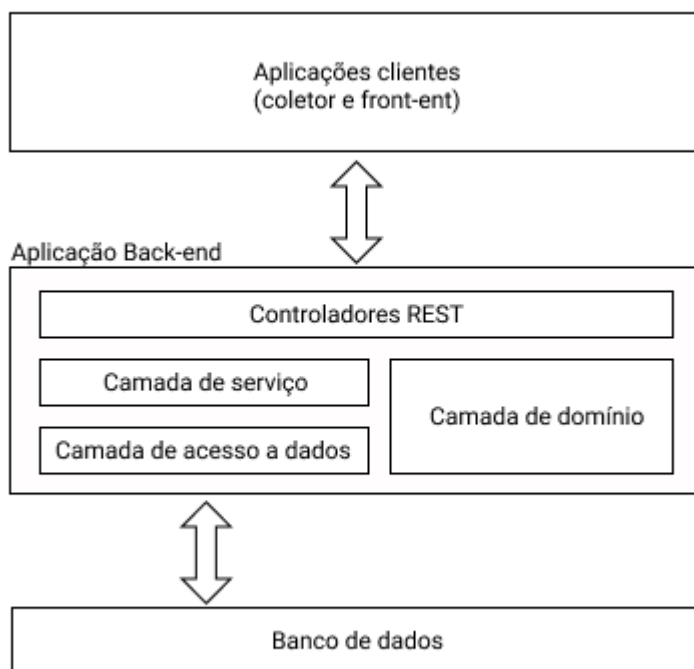 Aplicações clientes
(coletor e front-ent)
Aplicação Back-end
Controladores REST
Camada de serviço
Camada de domínio
Camada de acesso a dados
Banco de dados